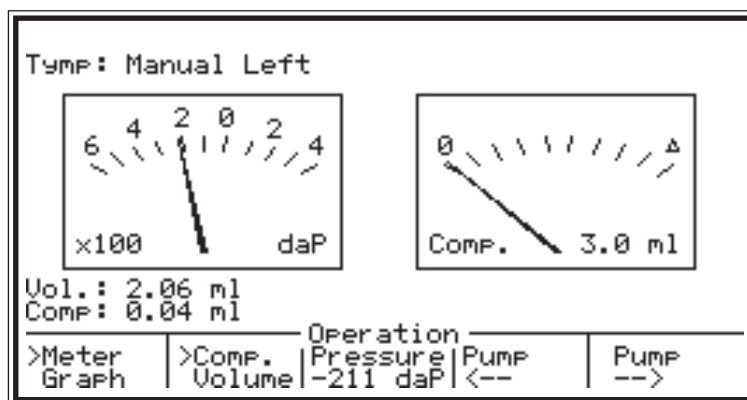 Tymp: Manual Left
6 4 2 0 2 4
x100 daP
0 Δ
Comp. 3.0 ml
Vol.: 2.06 ml
Comp: 0.04 ml
Operation
>Meter >Comp. Pressure Pump Pump
Graph Volume -211 daP <-- -->